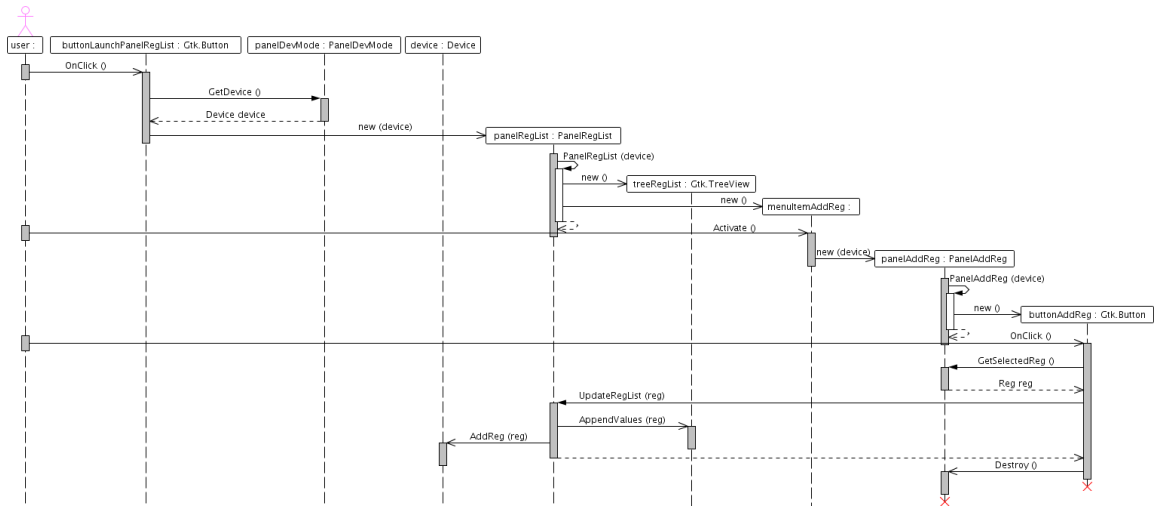 user :
buttonLaunchPanelRegList : Gtk.Button
panelDevMode : PanelDevMode
device : Device
OnClick ()
GetDevice ()
Device device
new (device)
panelRegList : PanelRegList
PanelRegList (device)
new ()
treeRegList : Gtk.TreeView
new ()
menuItemAddReg :
Activate ()
new (device)
panelAddReg : PanelAddReg
PanelAddReg (device)
new ()
buttonAddReg : Gtk.Button
OnClick ()
GetSelectedReg ()
Reg reg
UpdateRegList (reg)
AppendValues (reg)
AddReg (reg)
Destroy ()